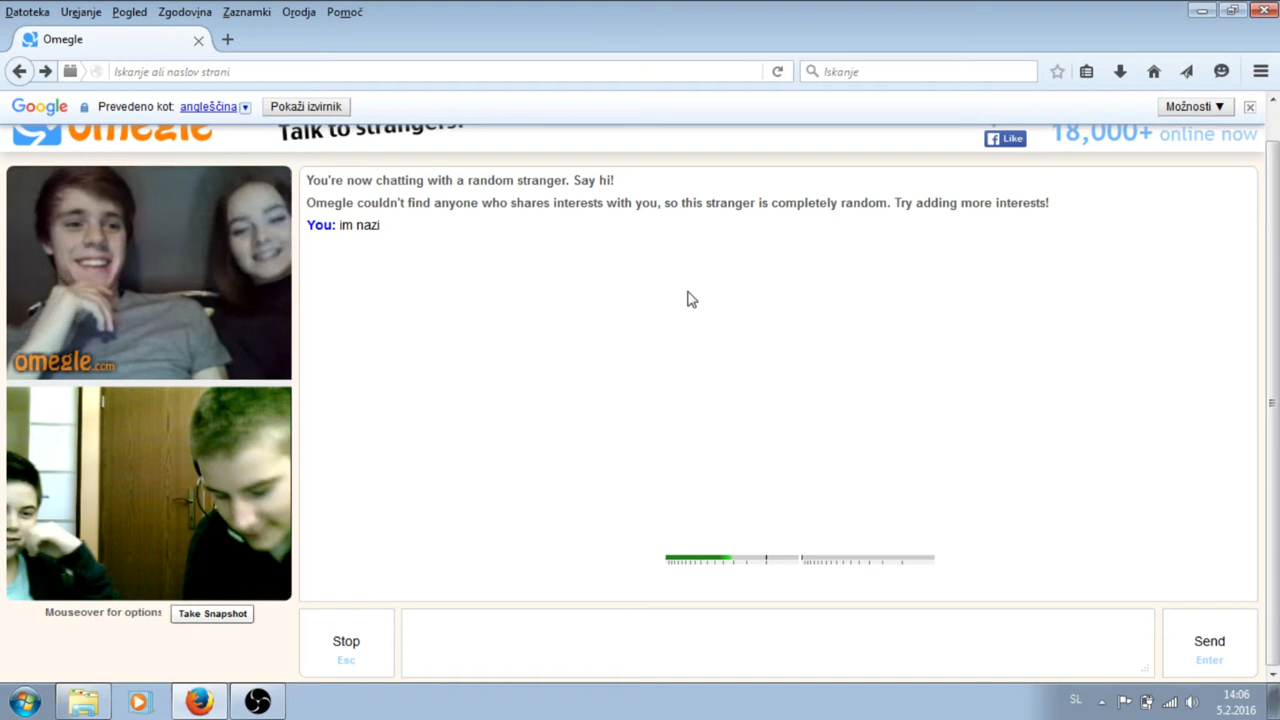 Datoteka Urejanje Pogled Zgodovina Zaznamki Orodja Pomoč
Omegle
Iskanje ali naslov strani
Iskanje
Google Prevedeno kot: angleščina Pokaži izvirnik Možnosti ▼
omegle Talk to strangers! Like 18,000+ online now
You're now chatting with a random stranger. Say hi!
Omegle couldn't find anyone who shares interests with you, so this stranger is completely random. Try adding more interests!
You: im nazi
omegle.com
Mouseover for options Take Snapshot
Stop
Esc
Send
Enter
SL
14:06
5.2.2016